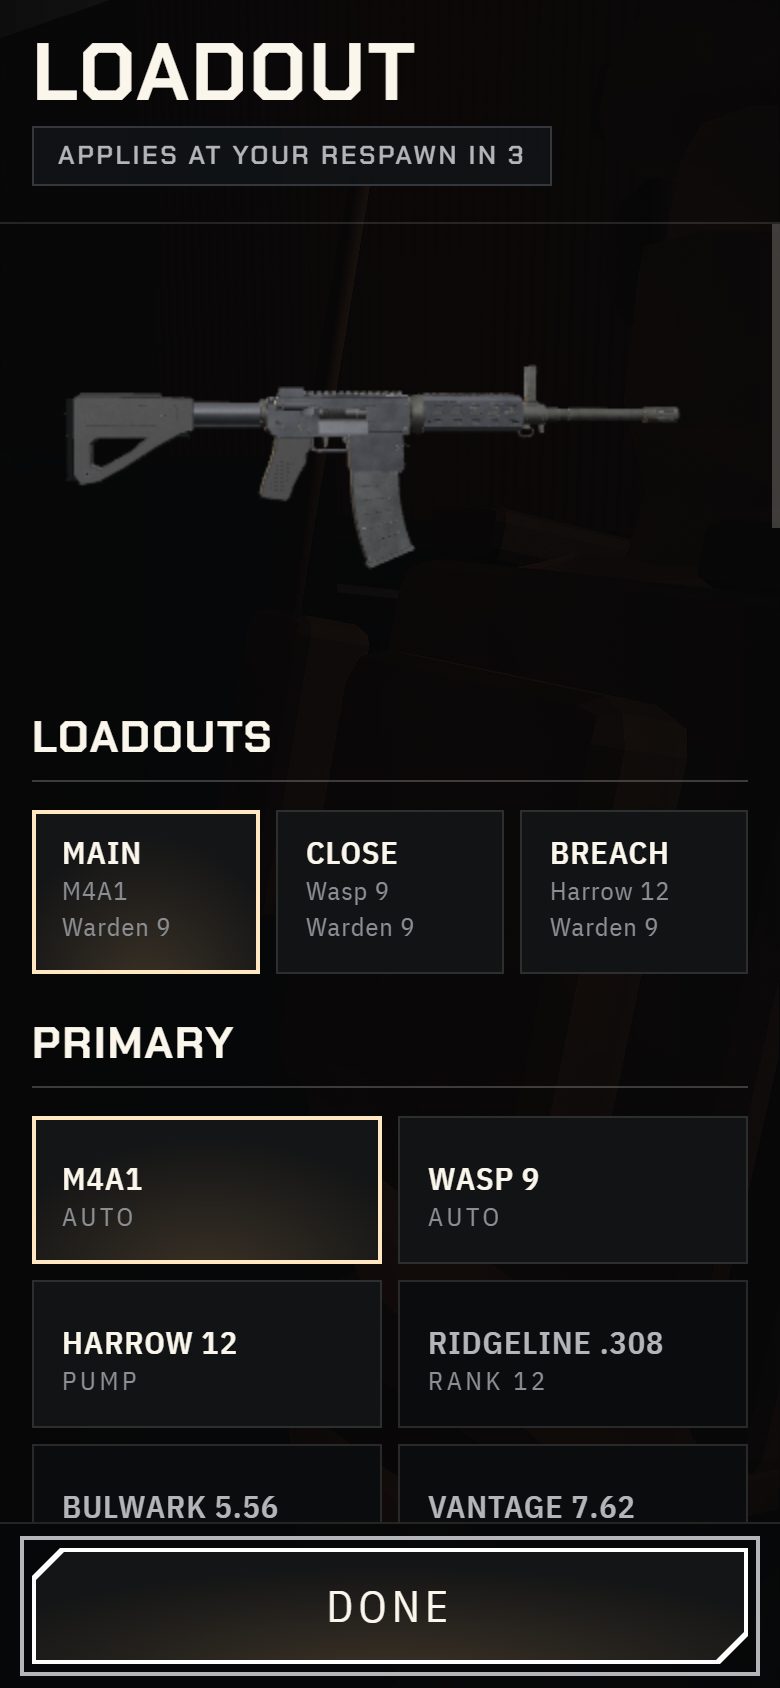 LOADOUT
APPLIES AT YOUR RESPAWN IN 3
LOADOUTS
MAIN
M4A1
Warden 9
CLOSE
Wasp 9
Warden 9
BREACH
Harrow 12
Warden 9
PRIMARY
M4A1
AUTO
WASP 9
AUTO
HARROW 12
PUMP
RIDGELINE .308
RANK 12
BULWARK 5.56
VANTAGE 7.62
DONE